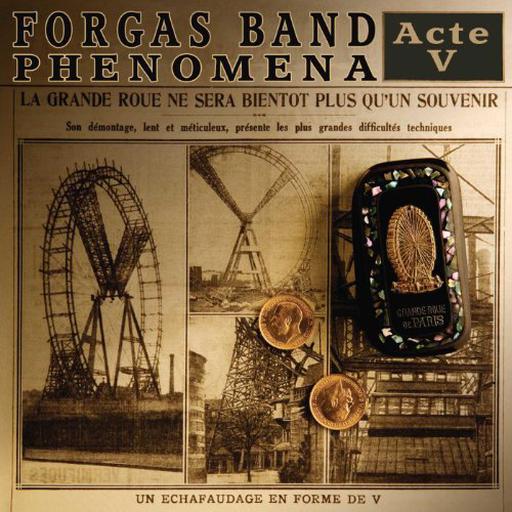 FORGAS BAND
PHENOMENA
Acte
V
LA GRANDE ROUE NE SERA BIENTOT PLUS QU'UN SOUVENIR
Son démontage, lent et méticuleux, présente les plus grandes difficultés techniques
GRANDE ROUE
de PARIS
VERMIFUGES
UN ECHAFAUDAGE EN FORME DE V